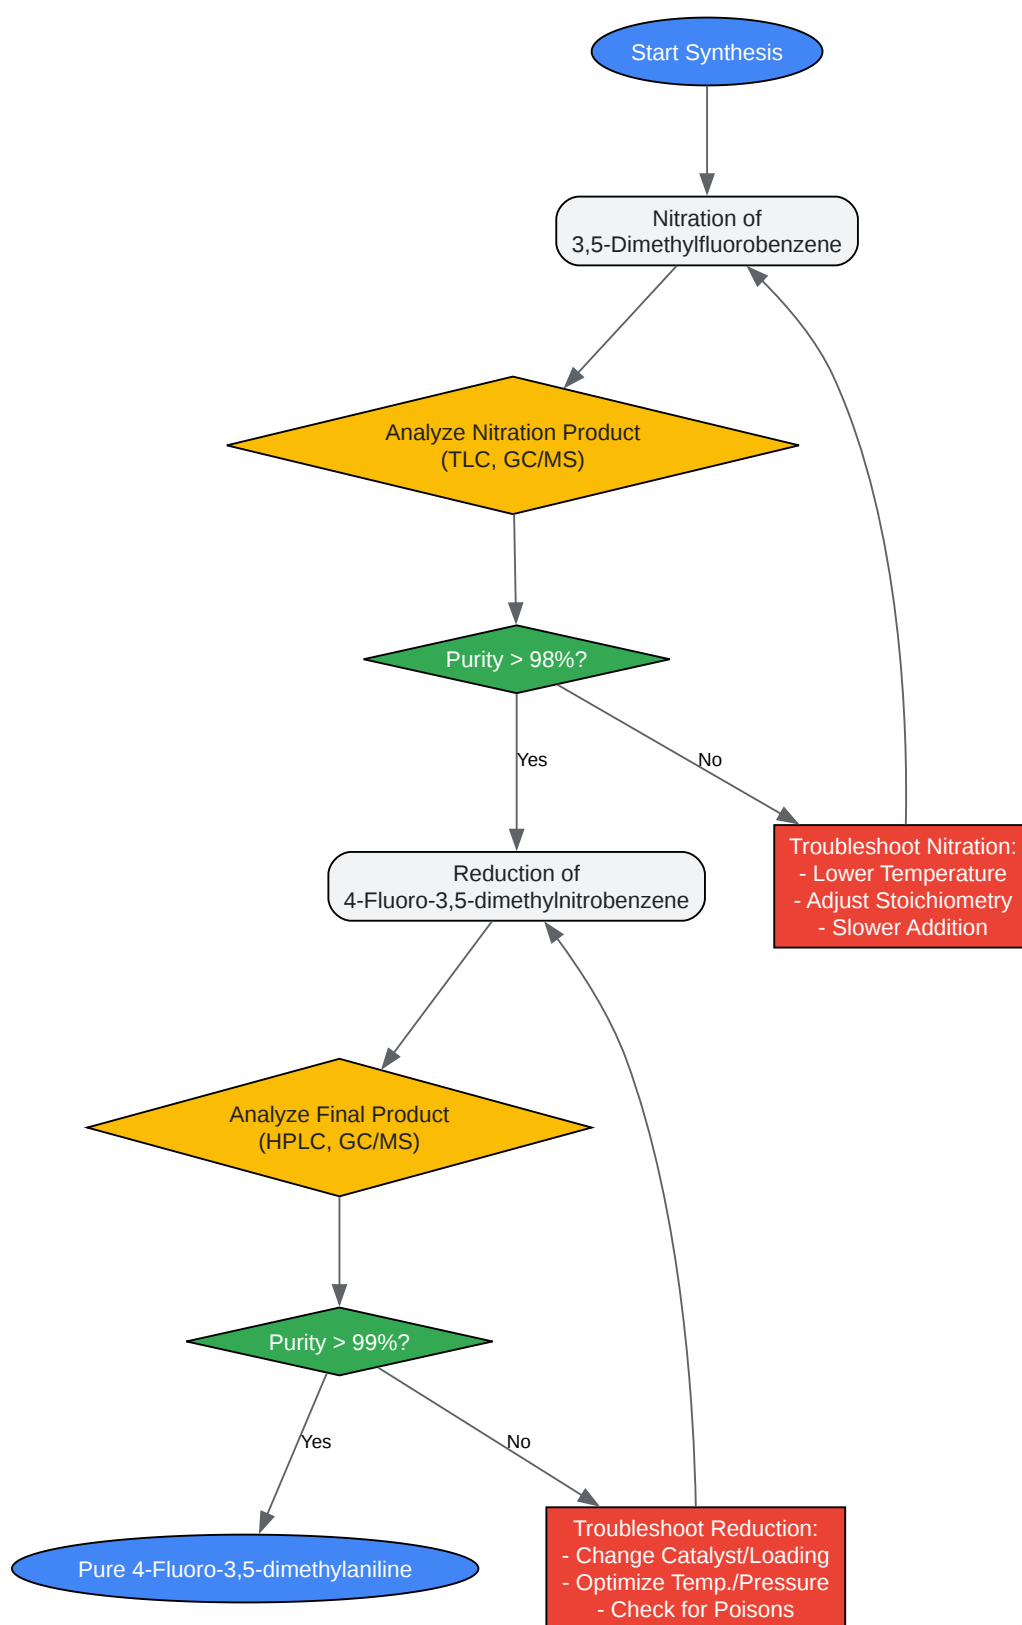 Start Synthesis
Nitration of
3,5-Dimethylfluorobenzene
Analyze Nitration Product
(TLC, GC/MS)
Purity > 98%?
Yes
No
Troubleshoot Nitration:
- Lower Temperature
- Adjust Stoichiometry
- Slower Addition
Reduction of
4-Fluoro-3,5-dimethylnitrobenzene
Analyze Final Product
(HPLC, GC/MS)
Purity > 99%?
Yes
No
Troubleshoot Reduction:
- Change Catalyst/Loading
- Optimize Temp./Pressure
- Check for Poisons
Pure 4-Fluoro-3,5-dimethylaniline